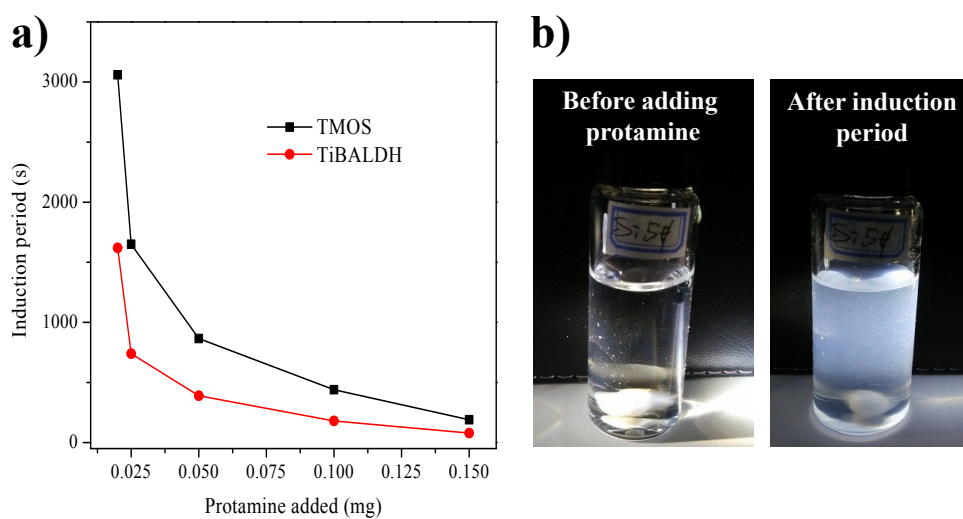 a)
3000
2000
1000
0
Induction period (s)
TMOS
TiBALDH
0.025 0.050 0.075 0.100 0.125 0.150
Protamine added (mg)
b)
Before adding
protamine
After induction
period